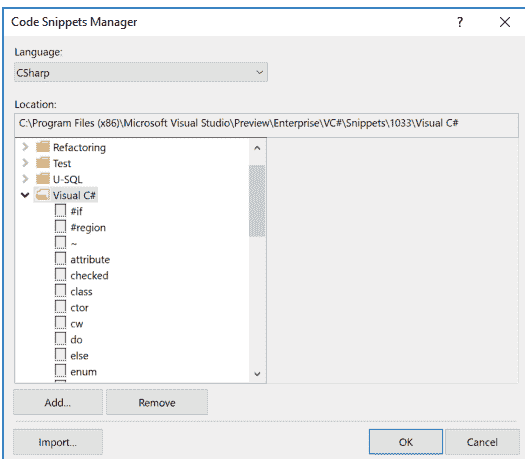 Code Snippets Manager ? X
Language:
CSharp
Location:
C:\Program Files (x86)\Microsoft Visual Studio\Preview\Enterprise\VC#\Snippets\1033\Visual C#
Refactoring
Test
U-SQL
Visual C#
#if
#region
~
attribute
checked
class
ctor
cw
do
else
enum
Add... Remove
Import... OK Cancel